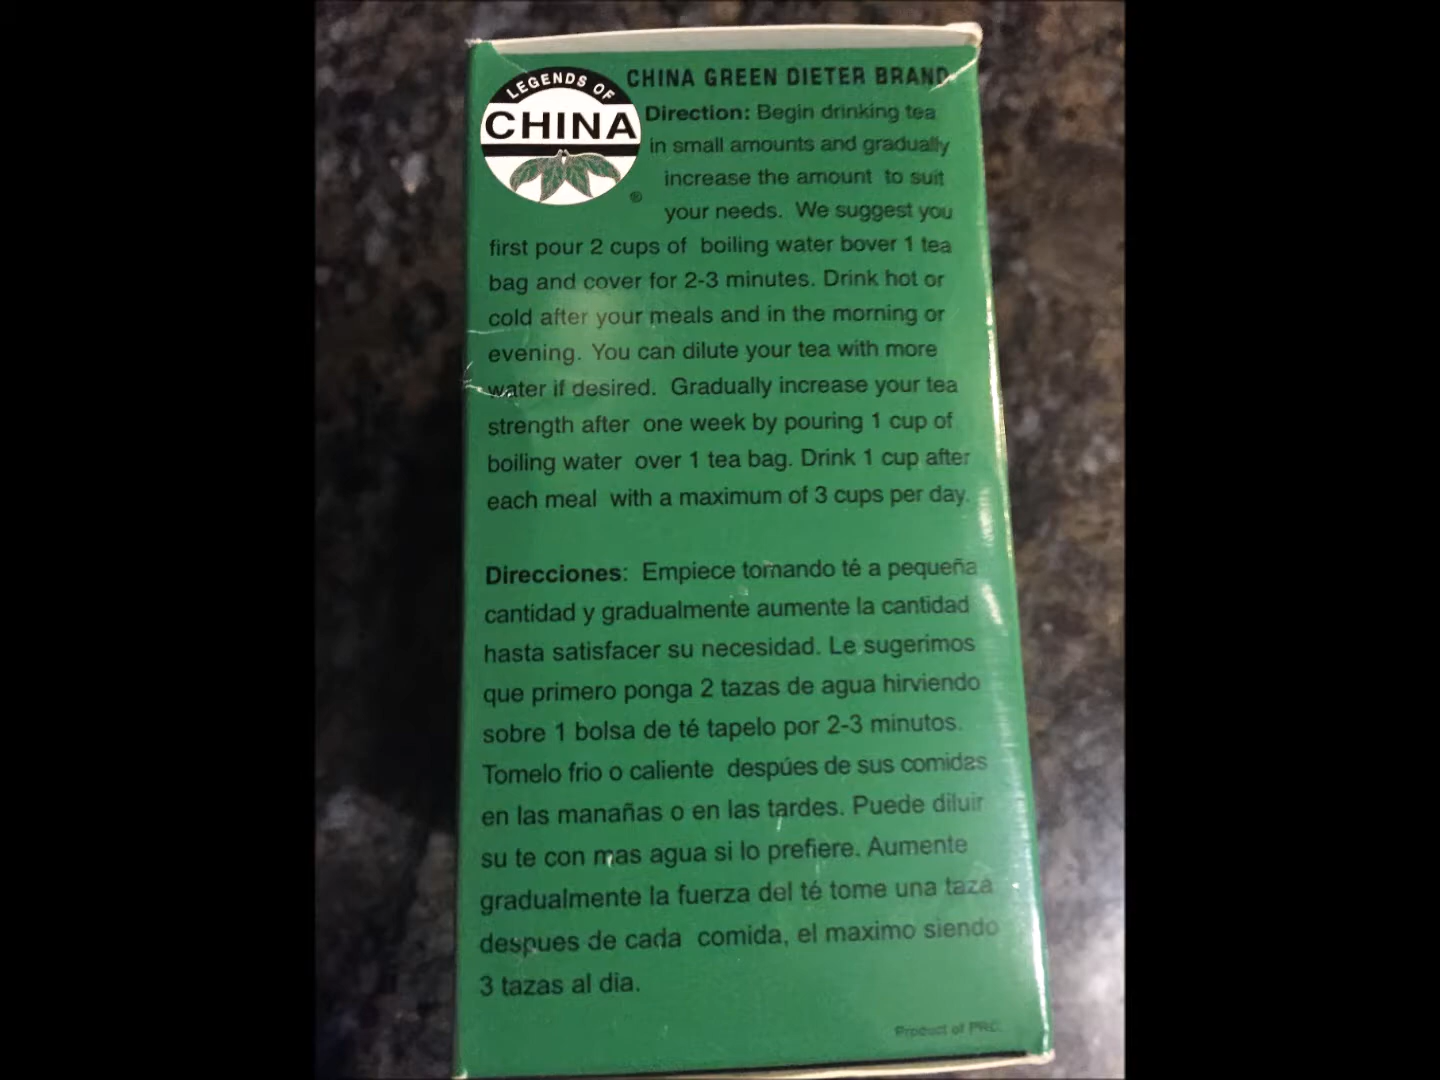 LEGENDS OF
CHINA
®
CHINA GREEN DIETER BRAND
Direction: Begin drinking tea
in small amounts and gradually
increase the amount to suit
your needs. We suggest you
first pour 2 cups of boiling water bover 1 tea
bag and cover for 2-3 minutes. Drink hot or
cold after your meals and in the morning or
evening. You can dilute your tea with more
water if desired. Gradually increase your tea
strength after one week by pouring 1 cup of
boiling water over 1 tea bag. Drink 1 cup after
each meal with a maximum of 3 cups per day.
Direcciones: Empiece tomando té a pequeña
cantidad y gradualmente aumente la cantidad
hasta satisfacer su necesidad. Le sugerimos
que primero ponga 2 tazas de agua hirviendo
sobre 1 bolsa de té tapelo por 2-3 minutos.
Tomelo frio o caliente despúes de sus comidas
en las manañas o en las tardes. Puede diluir
su te con mas agua si lo prefiere. Aumente
gradualmente la fuerza del té tome una taza
despues de cada comida, el maximo siendo
3 tazas al dia.
Product of PRC.